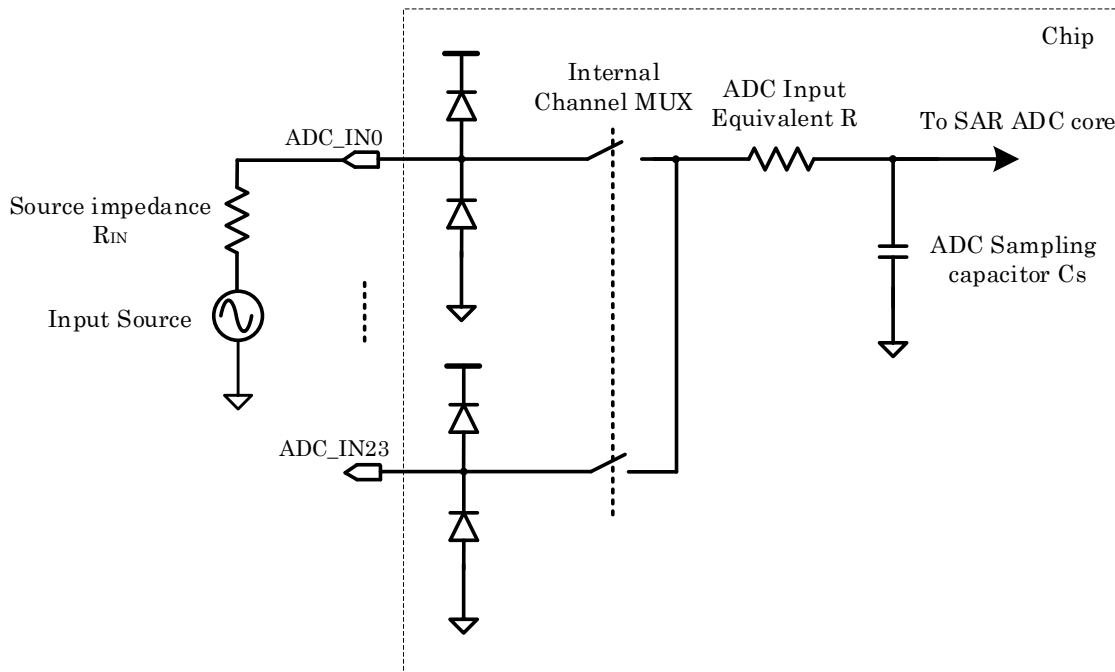 Chip
Internal
Channel MUX
ADC Input
Equivalent R
To SAR ADC core
ADC_IN0
Source impedance
RIN
ADC Sampling
capacitor Cs
Input Source
ADC_IN23